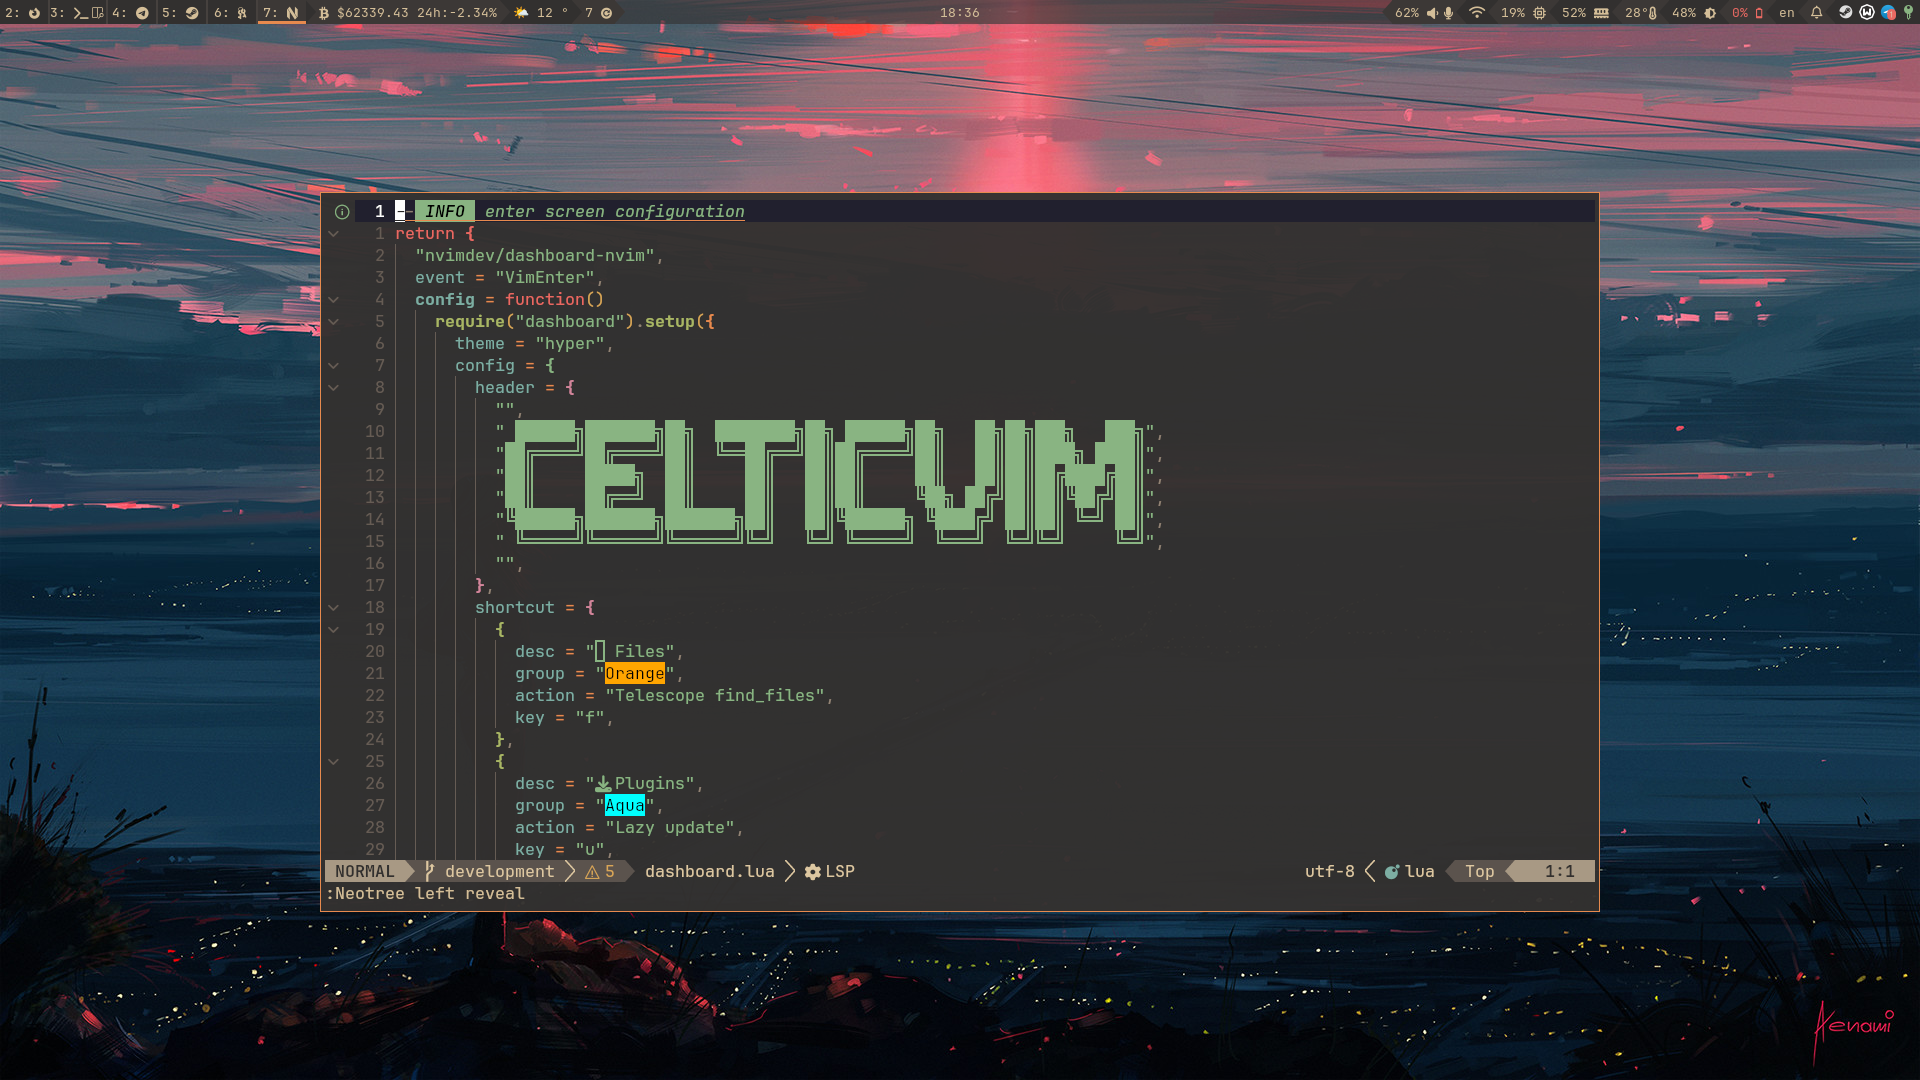 2: 3: 4: 5: 6: 7: $62339.43 24h:-2.34% 12 ° 7 18:36 62% 19% 52% 28° 48% 0% en
1 -- INFO enter screen configuration
1 return {
2 "nvimdev/dashboard-nvim",
3 event = "VimEnter",
4 config = function()
5 require("dashboard").setup({
6 theme = "hyper",
7 config = {
8 header = {
9 "",
10 " ",
11 " ",
12 " ",
13 " ",
14 " ",
15 " ",
CELTICVIM
16 "",
17 },
18 shortcut = {
19 {
20 desc = " Files",
21 group = "Orange",
22 action = "Telescope find_files",
23 key = "f",
24 },
25 {
26 desc = " Plugins",
27 group = "Aqua",
28 action = "Lazy update",
29 key = "u",
NORMAL development 5 dashboard.lua LSP utf-8 lua Top 1:1
:Neotree left reveal
Aenami